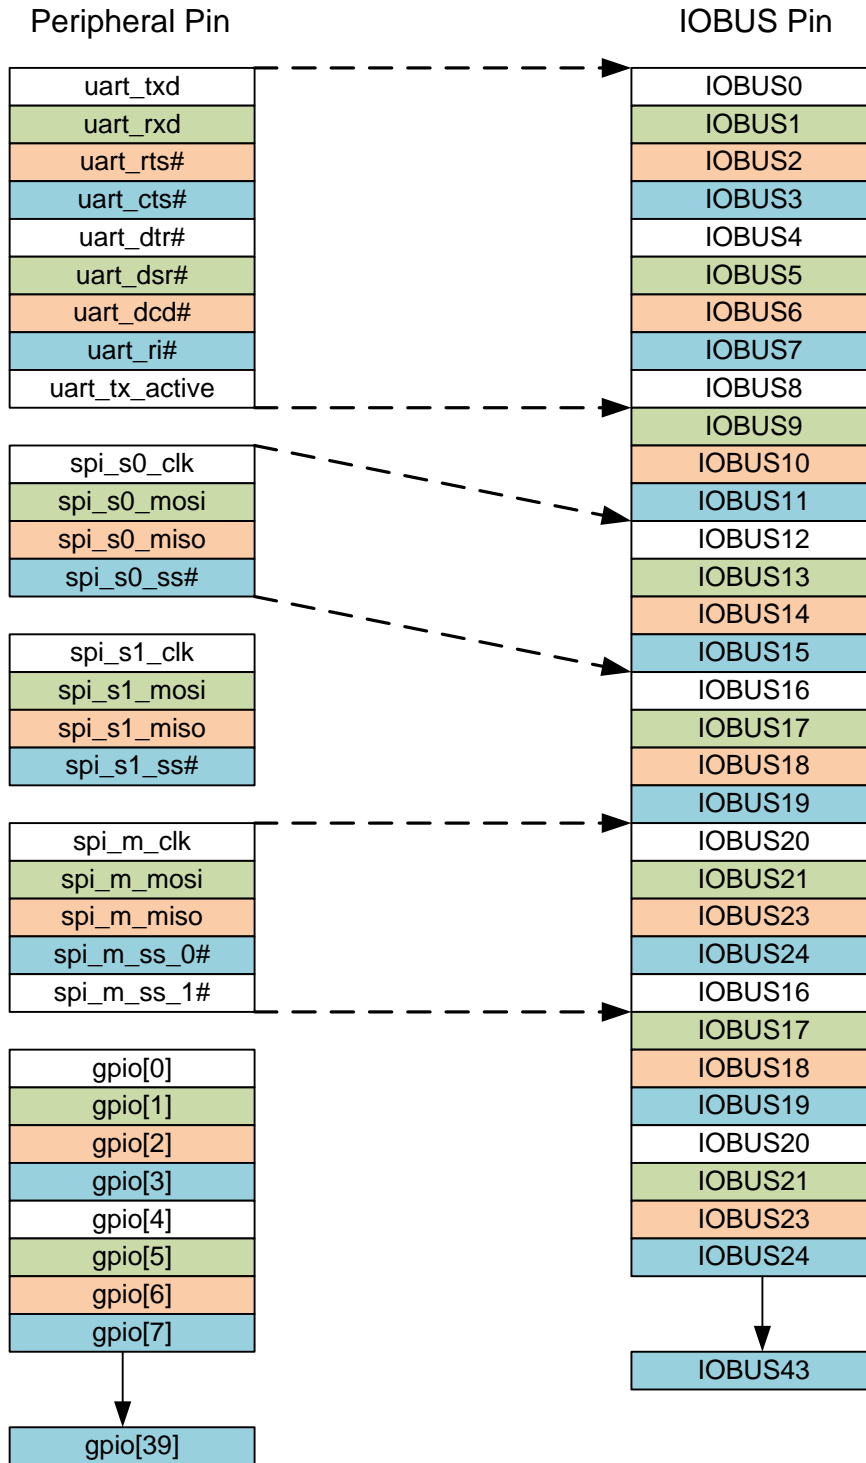 Peripheral Pin
uart_txd
uart_rxd
uart_rts#
uart_cts#
uart_dtr#
uart_dsr#
uart_dcd#
uart_ri#
uart_tx_active
spi_s0_clk
spi_s0_mosi
spi_s0_miso
spi_s0_ss#
spi_s1_clk
spi_s1_mosi
spi_s1_miso
spi_s1_ss#
spi_m_clk
spi_m_mosi
spi_m_miso
spi_m_ss_0#
spi_m_ss_1#
gpio[0]
gpio[1]
gpio[2]
gpio[3]
gpio[4]
gpio[5]
gpio[6]
gpio[7]
gpio[39]
IOBUS Pin
IOBUS0
IOBUS1
IOBUS2
IOBUS3
IOBUS4
IOBUS5
IOBUS6
IOBUS7
IOBUS8
IOBUS9
IOBUS10
IOBUS11
IOBUS12
IOBUS13
IOBUS14
IOBUS15
IOBUS16
IOBUS17
IOBUS18
IOBUS19
IOBUS20
IOBUS21
IOBUS23
IOBUS24
IOBUS16
IOBUS17
IOBUS18
IOBUS19
IOBUS20
IOBUS21
IOBUS23
IOBUS24
IOBUS43